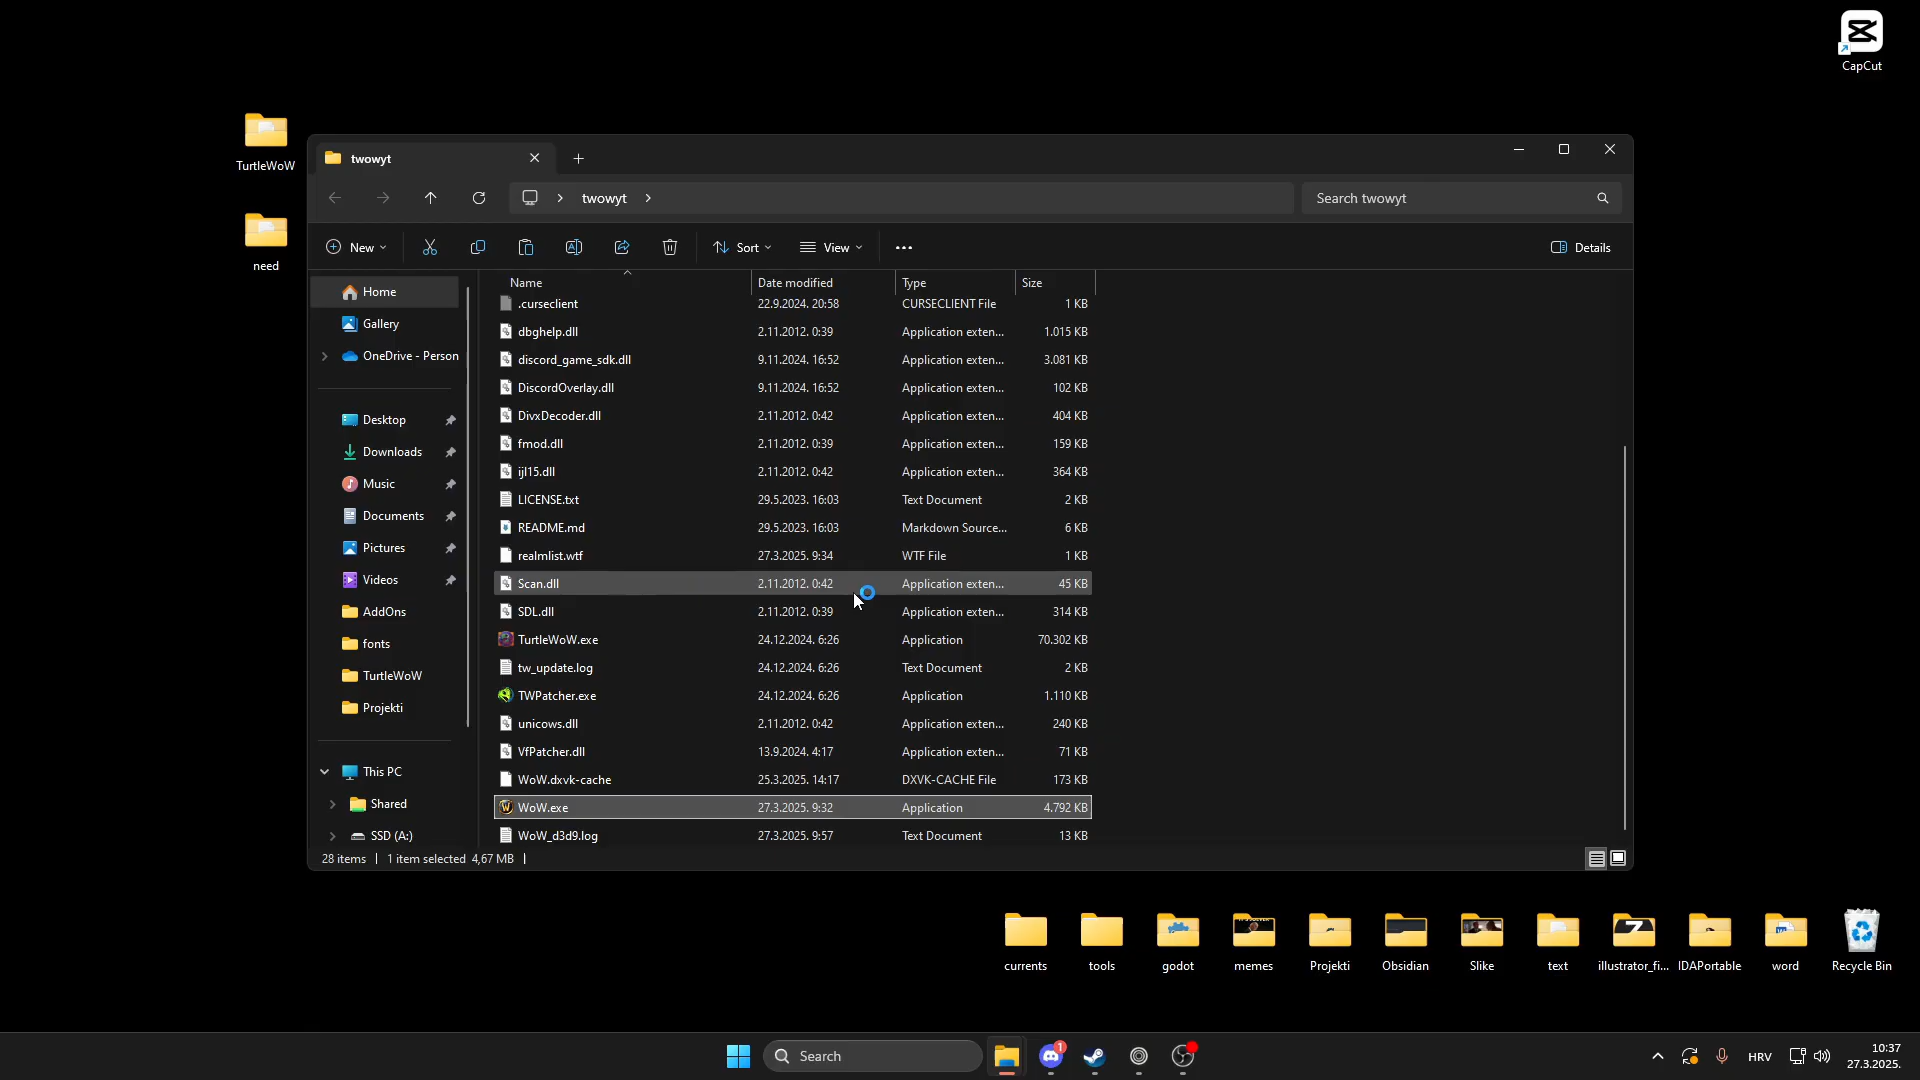 CapCut
TurtleWoW
need
twowyt
twowyt
Search twowyt
New
Sort
View
Details
Home
Gallery
OneDrive - Person
Desktop
Downloads
Music
Documents
Pictures
Videos
AddOns
fonts
TurtleWoW
Projekti
This PC
Shared
SSD (A:)
Name Date modified Type Size
.curseclient 22.9.2024. 20:58 CURSECLIENT File 1 KB
dbghelp.dll 2.11.2012. 0:39 Application exten... 1.015 KB
discord_game_sdk.dll 9.11.2024. 16:52 Application exten... 3.081 KB
DiscordOverlay.dll 9.11.2024. 16:52 Application exten... 102 KB
DivxDecoder.dll 2.11.2012. 0:42 Application exten... 404 KB
fmod.dll 2.11.2012. 0:39 Application exten... 159 KB
ijl15.dll 2.11.2012. 0:42 Application exten... 364 KB
LICENSE.txt 29.5.2023. 16:03 Text Document 2 KB
README.md 29.5.2023. 16:03 Markdown Source... 6 KB
realmlist.wtf 27.3.2025. 9:34 WTF File 1 KB
Scan.dll 2.11.2012. 0:42 Application exten... 45 KB
SDL.dll 2.11.2012. 0:39 Application exten... 314 KB
TurtleWoW.exe 24.12.2024. 6:26 Application 70.302 KB
tw_update.log 24.12.2024. 6:26 Text Document 2 KB
TWPatcher.exe 24.12.2024. 6:26 Application 1.110 KB
unicows.dll 2.11.2012. 0:42 Application exten... 240 KB
VfPatcher.dll 13.9.2024. 4:17 Application exten... 71 KB
WoW.dxvk-cache 25.3.2025. 14:17 DXVK-CACHE File 173 KB
WoW.exe 27.3.2025. 9:32 Application 4.792 KB
WoW_d3d9.log 27.3.2025. 9:57 Text Document 13 KB
28 items 1 item selected 4,67 MB
currents
tools
godot
memes
Projekti
Obsidian
Slike
text
illustrator_fi...
IDAPortable
word
Recycle Bin
Search
1
HRV
10:37
27.3.2025.